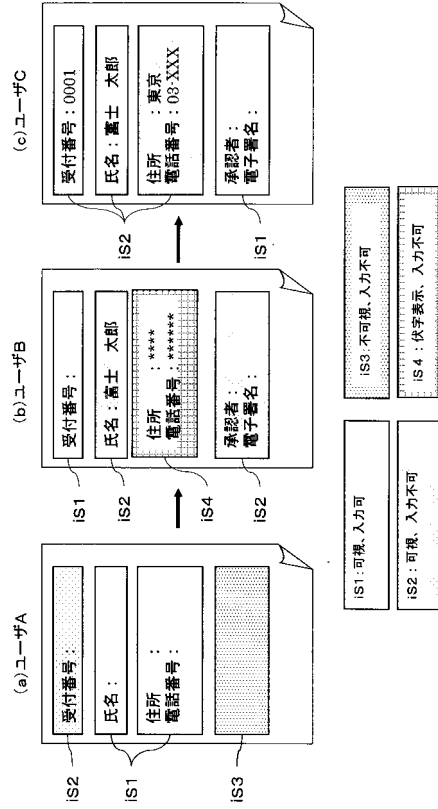 (a)ユーザA
iS2
受付番号：
氏名：
iS1
住所　：
電話番号：
iS3
(b)ユーザB
iS1
受付番号：
iS2
氏名：富士　太郎
住所　：****
電話番号：******
iS4
承認者：
電子署名：
iS2
(c)ユーザC
受付番号：0001
氏名：富士　太郎
iS2
住所　：東京
電話番号：03-XXX
承認者：
電子署名：
iS1
iS1：可視、入力可
iS2：可視、入力不可
iS3：不可視、入力不可
iS4：伏字表示、入力不可